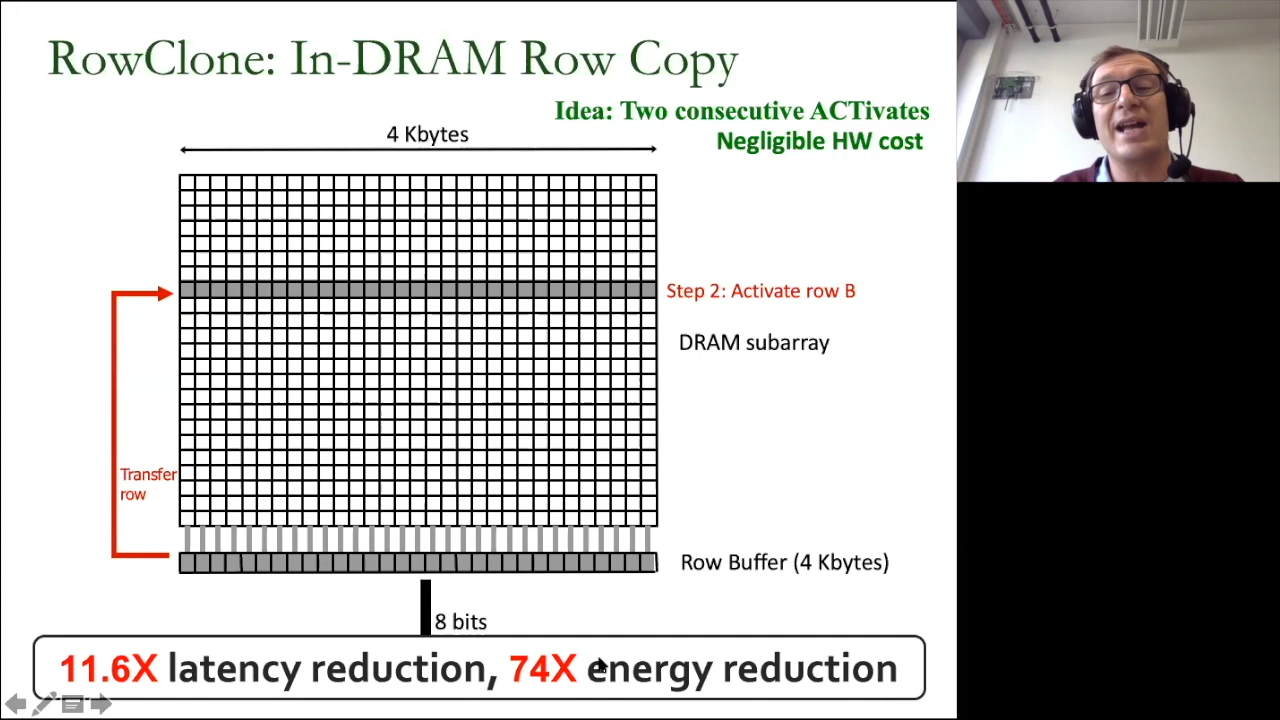 RowClone: In-DRAM Row Copy
Idea: Two consecutive ACTivates
Negligible HW cost
4 Kbytes
Step 2: Activate row B
DRAM subarray
Transfer
row
Row Buffer (4 Kbytes)
8 bits
11.6X latency reduction, 74X energy reduction